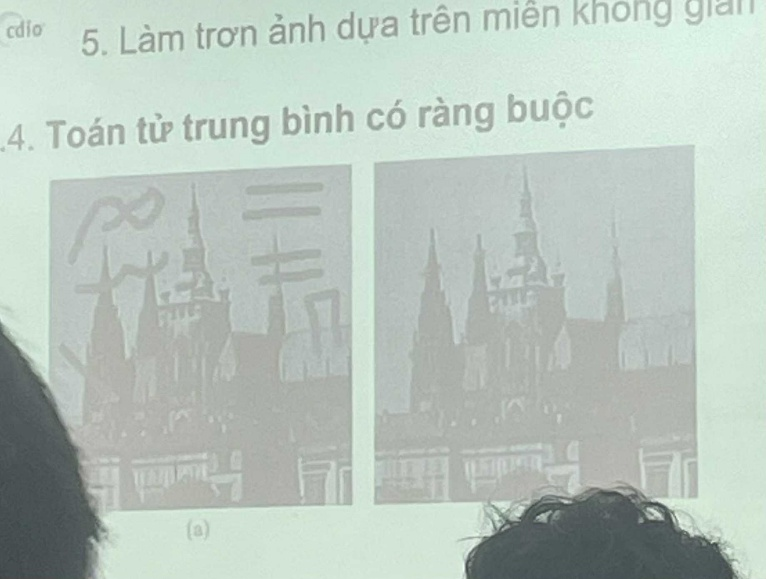 cdio
5. Làm trơn ảnh dựa trên miền không gian
.4. Toán tử trung bình có ràng buộc
(a)